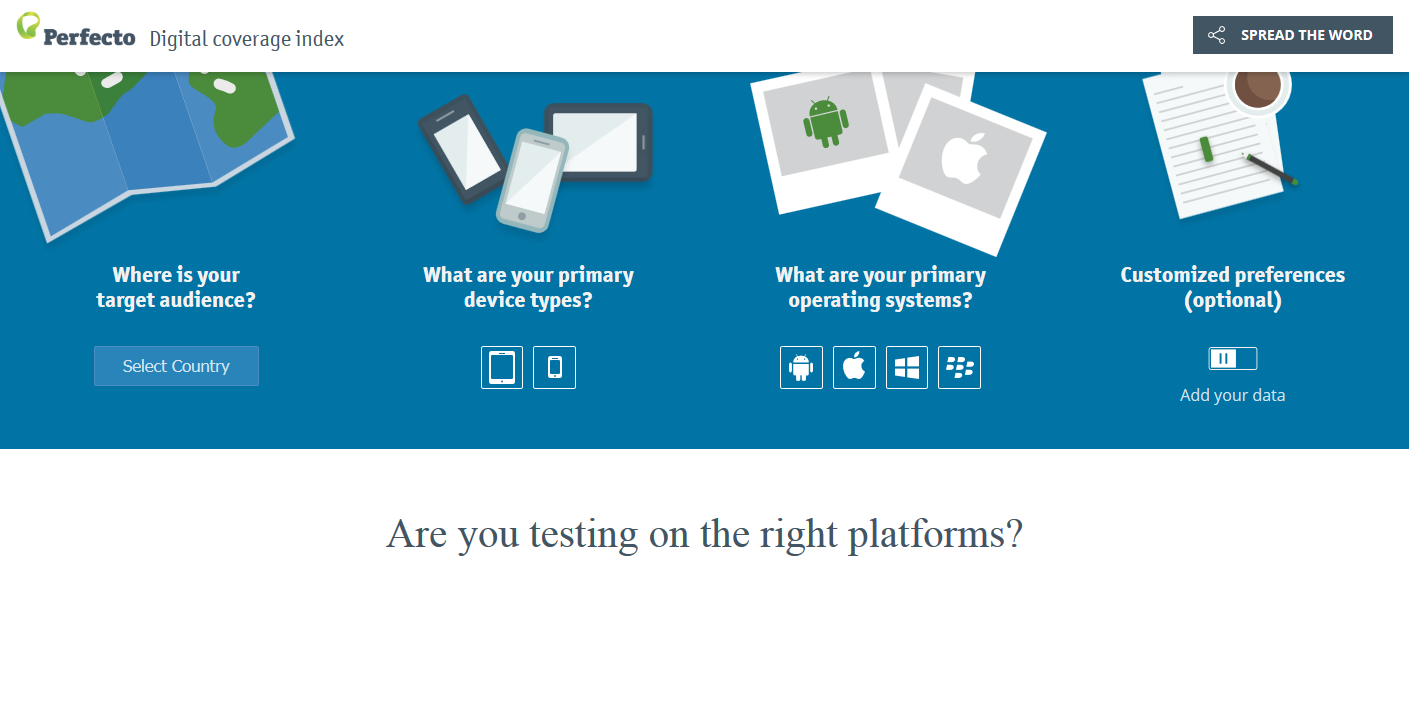 Perfecto Digital coverage index
SPREAD THE WORD
Where is your
target audience?
Select Country
What are your primary
device types?
What are your primary
operating systems?
Customized preferences
(optional)
Add your data
Are you testing on the right platforms?